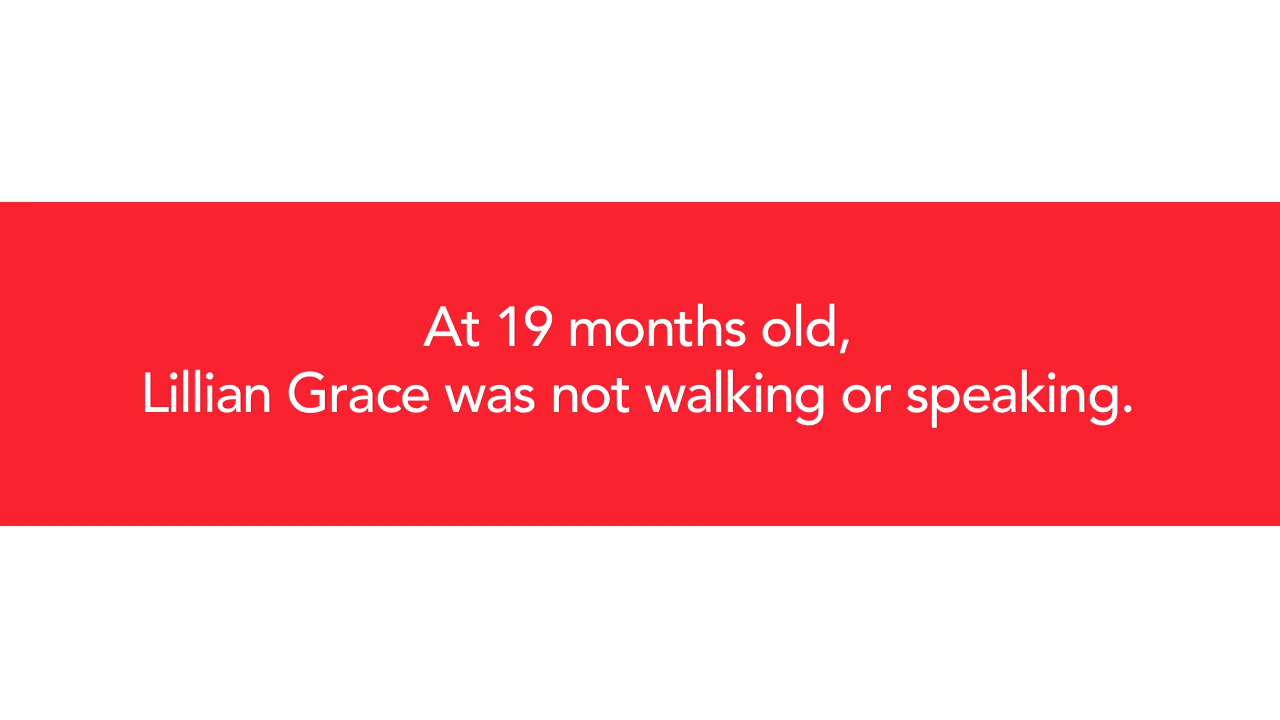 At 19 months old,
Lillian Grace was not walking or speaking.